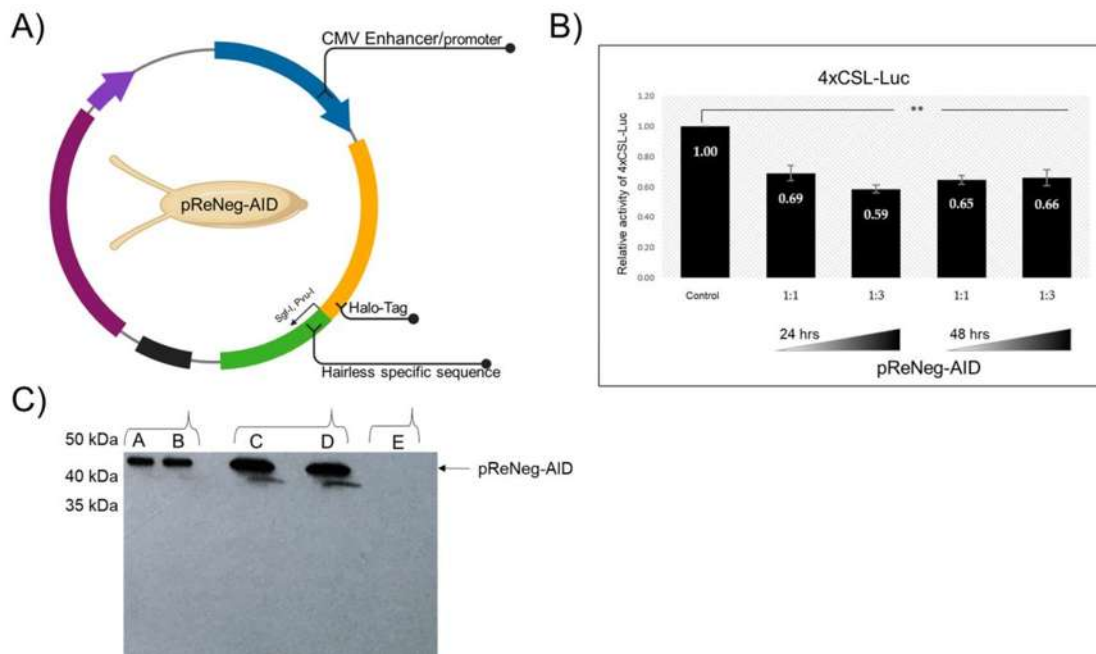 A)
CMV Enhancer/promoter
pReNeg-AID
Sgf-I, Pvu-I
Halo-Tag
Hairless specific sequence
B)
4xCSL-Luc
Relative activity of 4xCSL-Luc
1.20
1.00
0.80
0.60
0.40
0.20
0.00
**
1.00
0.69
0.59
0.65
0.66
Control 1:1 1:3 1:1 1:3
24 hrs 48 hrs
pReNeg-AID
C)
50 kDa
40 kDa
35 kDa
A B C D E
pReNeg-AID